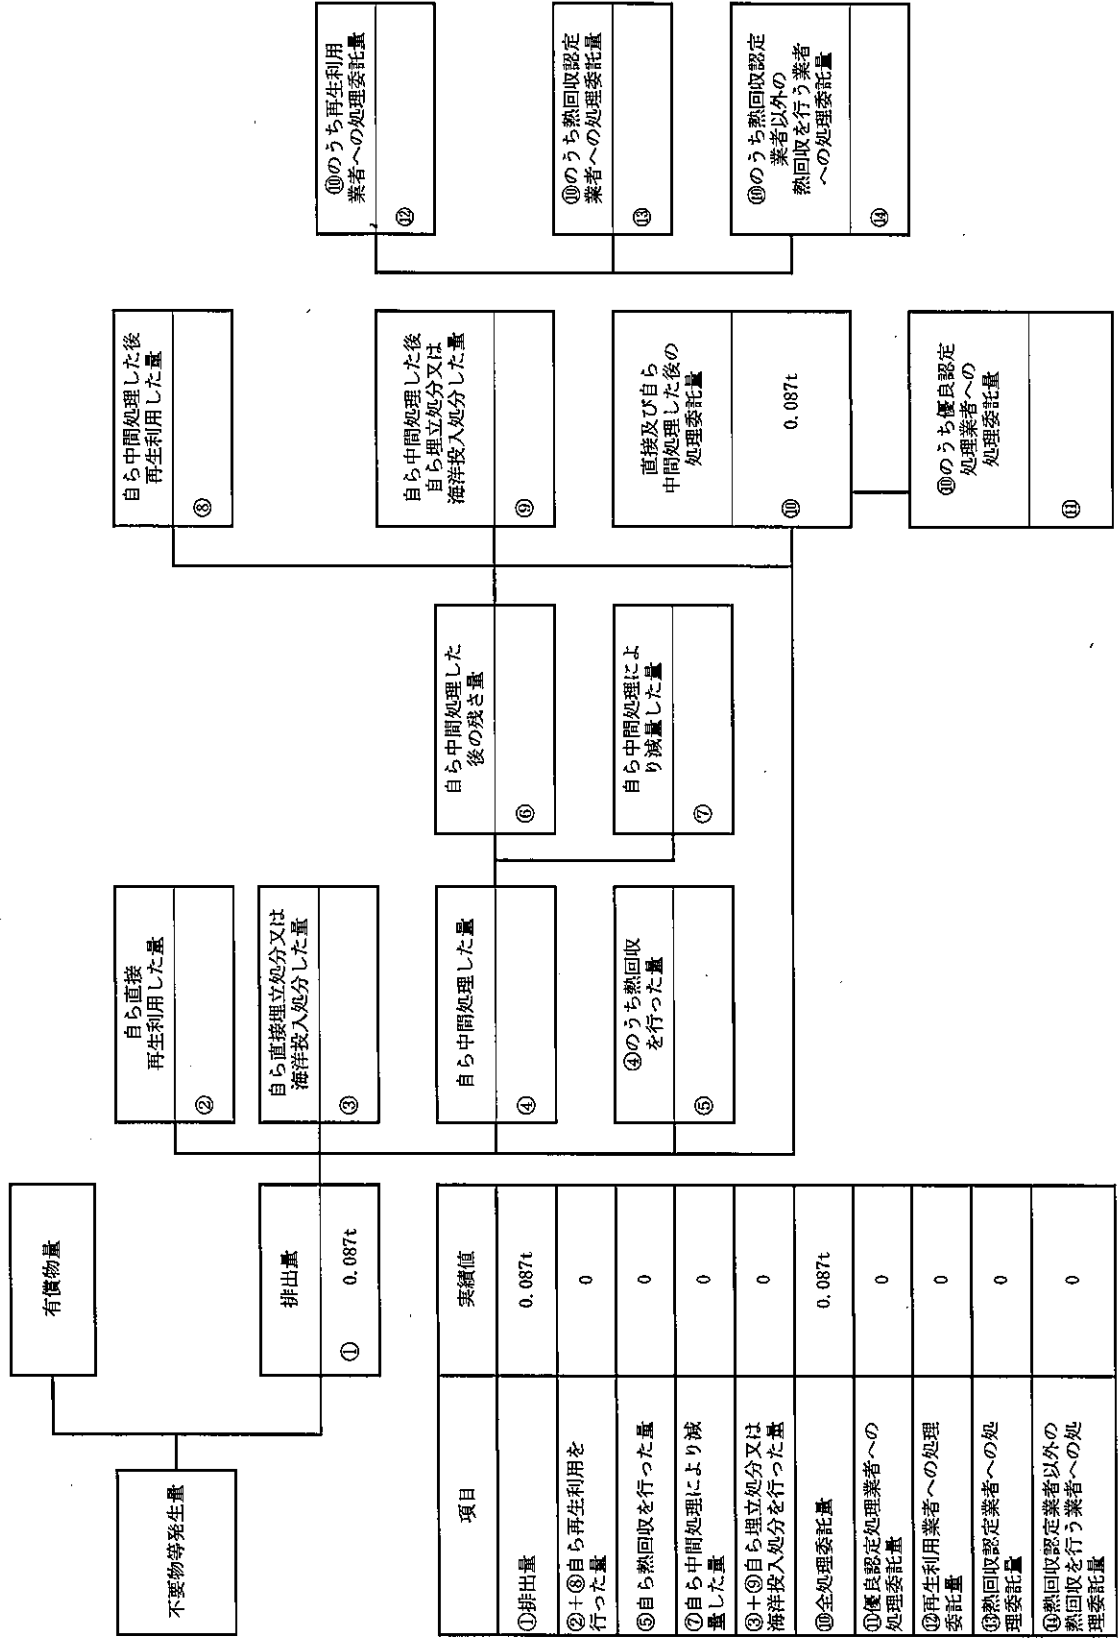 不要物等発生量
有償物量
排出量
① 0.087t
自ら直接
再生利用した量
②
自ら直接埋立処分又は
海洋投入処分した量
③
自ら中間処理した量
④
④のうち熱回収
を行った量
⑤
自ら中間処理した
後の残さ量
⑥
自ら中間処理によ
り減量した量
⑦
自ら中間処理した後
再生利用した量
⑧
自ら中間処理した後
自ら埋立処分又は
海洋投入処分した量
⑨
直接及び自ら
中間処理した後の
処理委託量
⑩ 0.087t
⑩のうち優良認定
処理業者への
処理委託量
⑪
⑩のうち再生利用
業者への処理委託量
⑫
⑩のうち熱回収認定
業者への処理委託量
⑬
⑩のうち熱回収認定
業者以外の
熱回収を行う業者
への処理委託量
⑭
項目 実績値
①排出量 0.087t
②+⑧自ら再生利用を
行った量 0
⑤自ら熱回収を行った量 0
⑦自ら中間処理により減
量した量 0
③+⑨自ら埋立処分又は
海洋投入処分を行った量 0
⑩全処理委託量 0.087t
⑪優良認定処理業者への
処理委託量 0
⑫再生利用業者への処理
委託量 0
⑬熱回収認定業者への処
理委託量 0
⑭熱回収認定業者以外の
熱回収を行う業者への処
理委託量 0